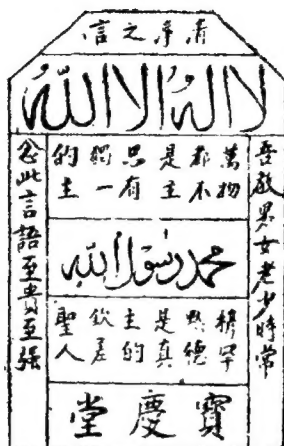 清淨之言
لا اله الا الله
吾教男女老少時常
萬物
都不
是主
只有
獨一
的主
محمد رسول الله
穆罕
默德
是真
主的
欽差
聖人
念此言語至貴至强
寶慶堂